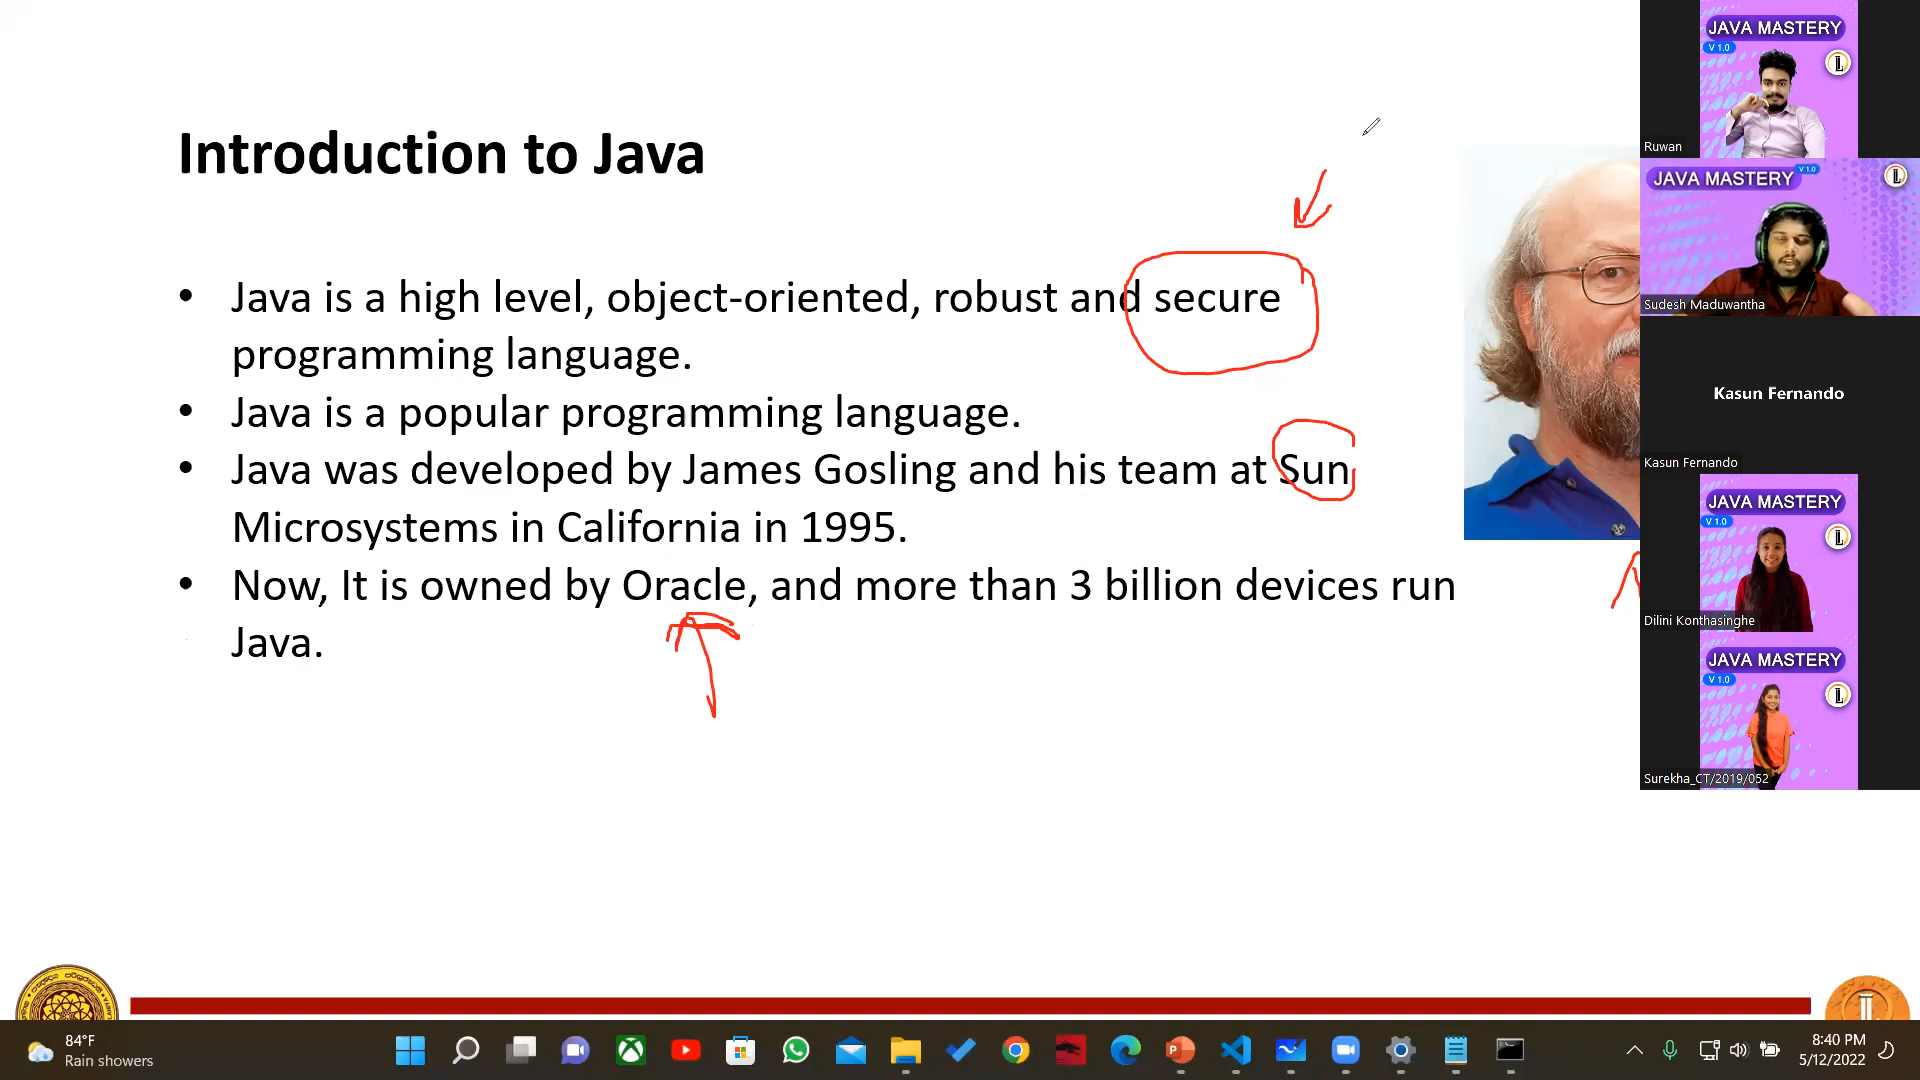 Introduction to Java
• Java is a high level, object-oriented, robust and secure
programming language.
• Java is a popular programming language.
• Java was developed by James Gosling and his team at Sun
Microsystems in California in 1995.
• Now, It is owned by Oracle, and more than 3 billion devices run
Java.
JAVA MASTERY
V 1.0
Ruwan
JAVA MASTERY V 1.0
Sudesh Maduwantha
Kasun Fernando
Kasun Fernando
JAVA MASTERY
V 1.0
Dilini Konthasinghe
JAVA MASTERY
V 1.0
Surekha_CT/2019/052
84°F
Rain showers
8:40 PM
5/12/2022